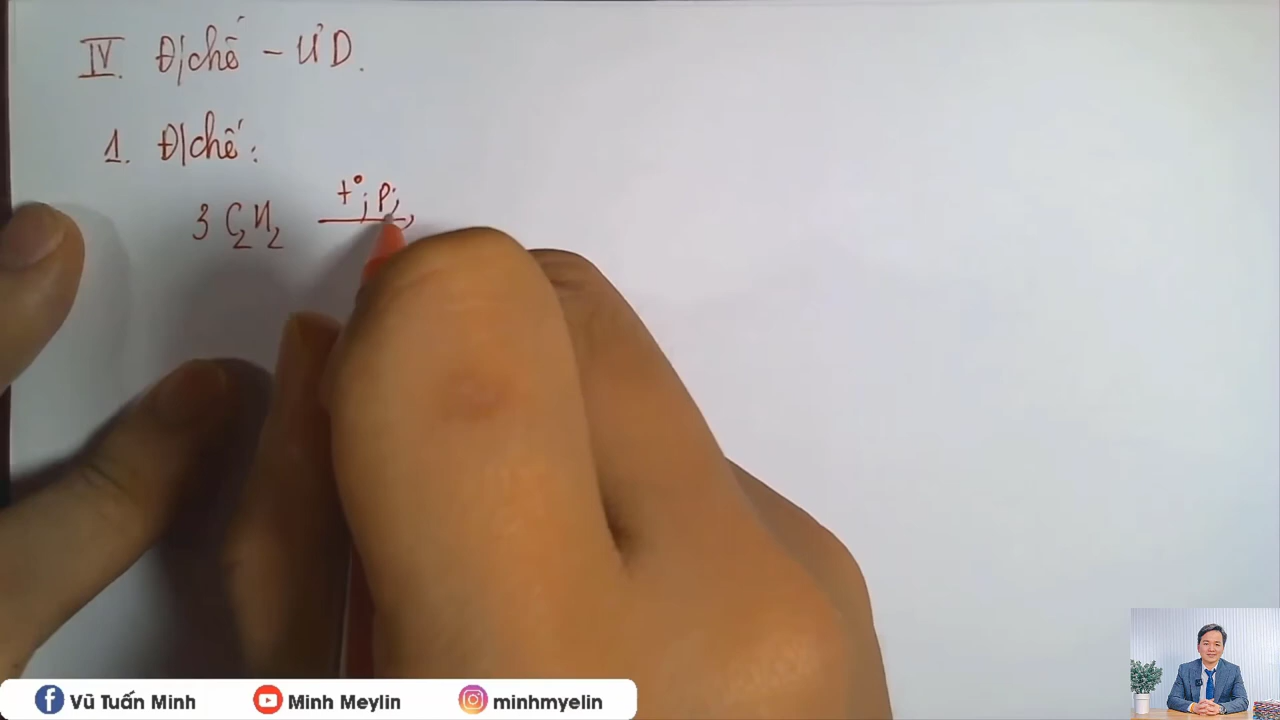 IV. Đ/chế - ƯD.
1. Đ/chế:
t°; p;
3 C₂H₂
Vũ Tuấn Minh Minh Meylin minhmyelin